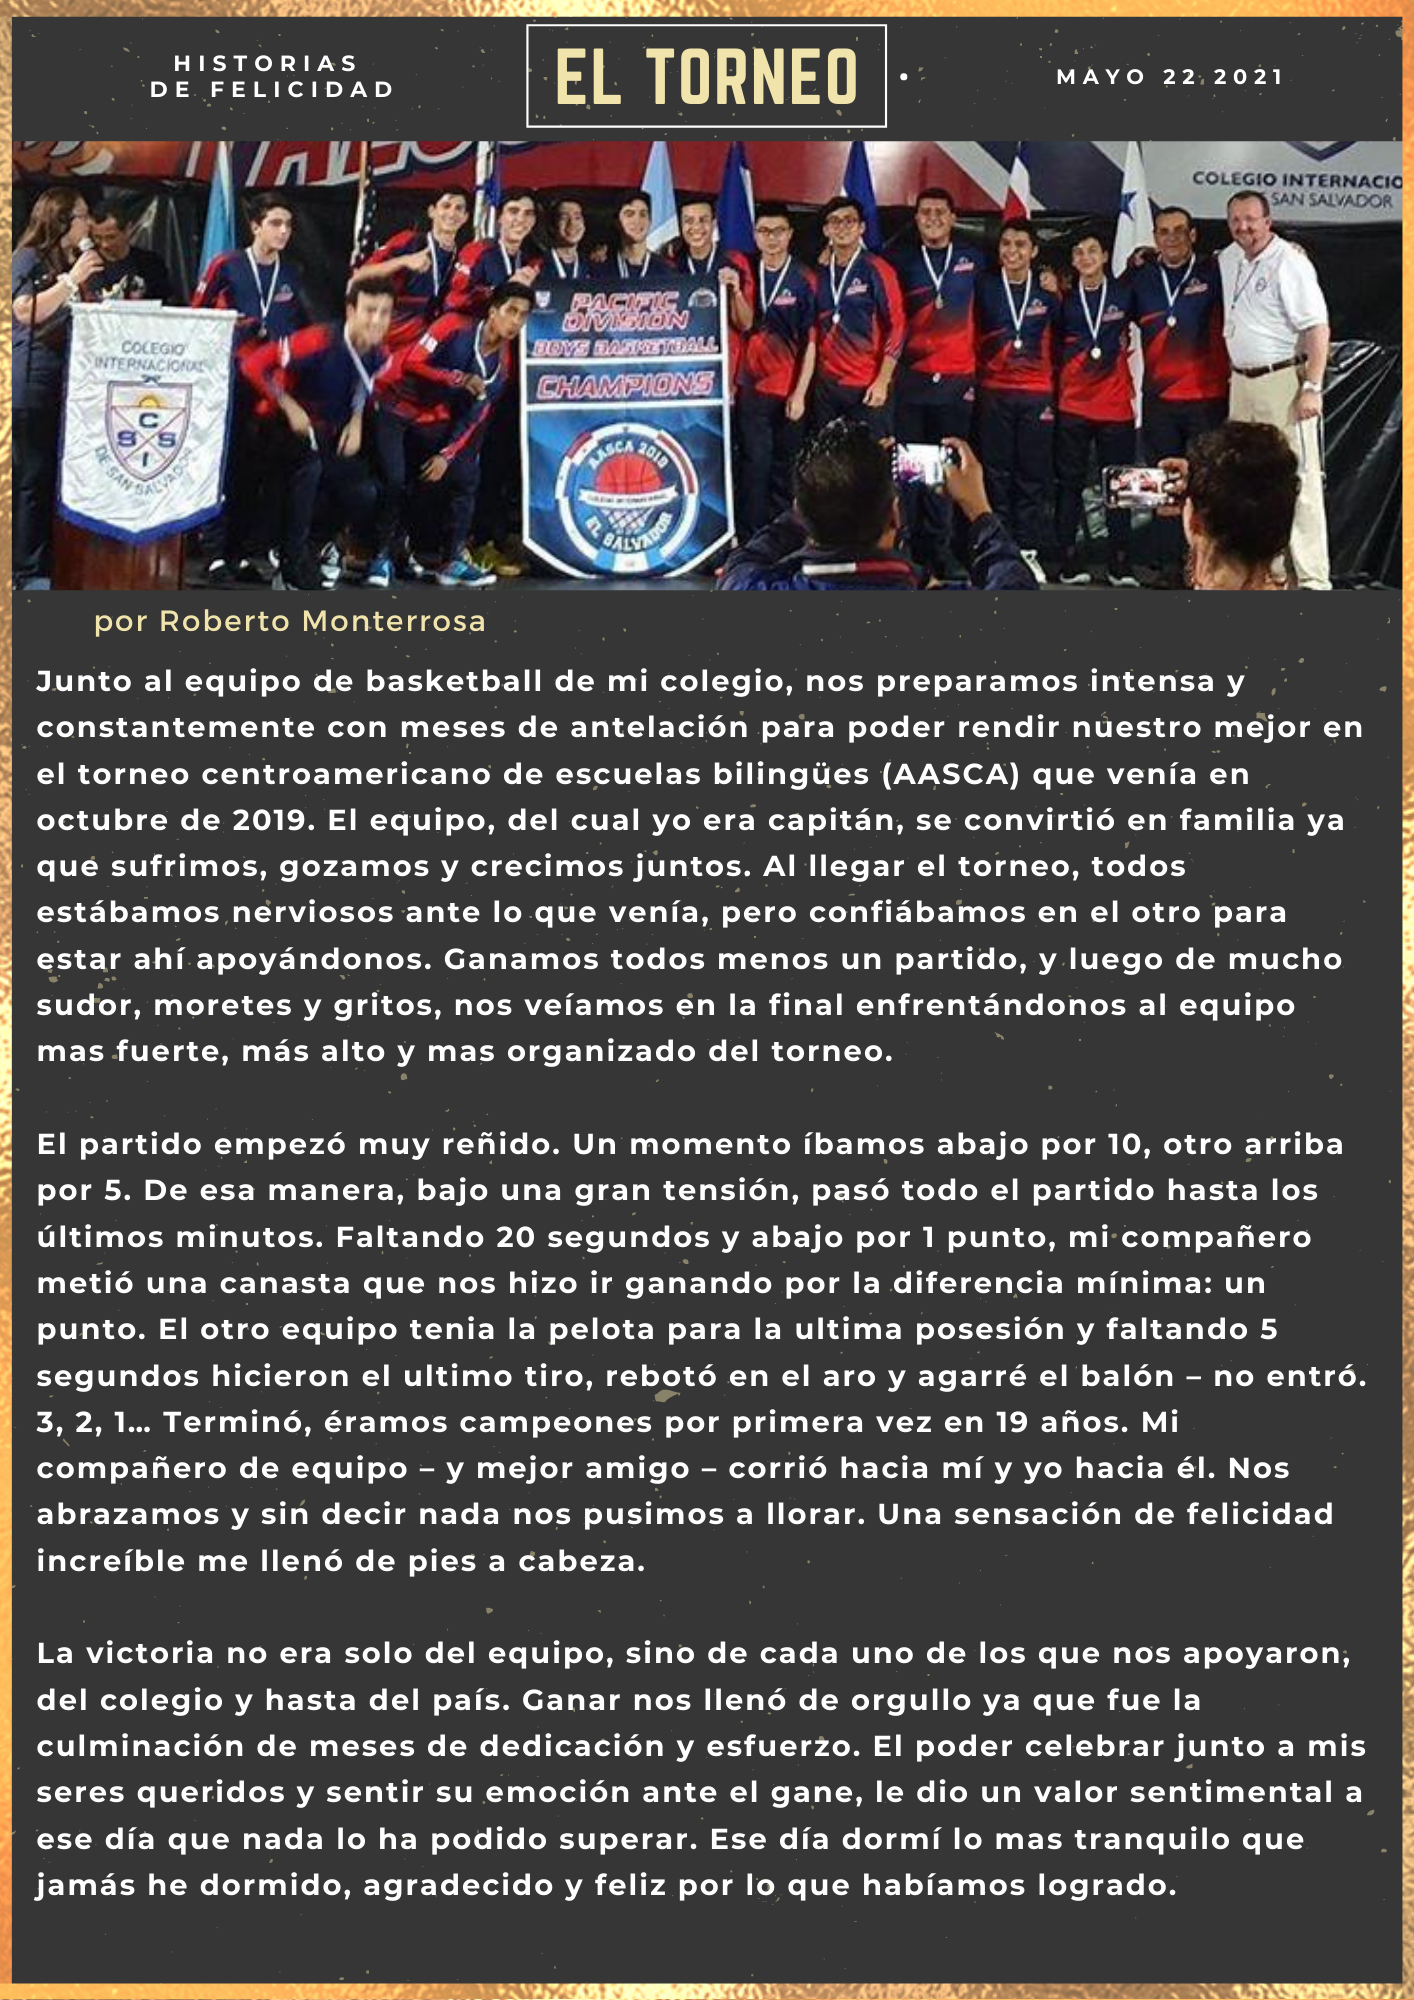 HISTORIAS
DE FELICIDAD
EL TORNEO
MAYO 22 2021
COLEGIO INTERNACIO
SAN SALVADOR
COLEGIO
INTERNACIONAL
C
S S
I
DE SAN SALVADOR
PACIFIC
DIVISION
BOYS BASKETBALL
CHAMPIONS
AASCA 2019
COLEGIO INTERNACIONAL
EL SALVADOR
por Roberto Monterrosa
Junto al equipo de basketball de mi colegio, nos preparamos intensa y
constantemente con meses de antelación para poder rendir nuestro mejor en
el torneo centroamericano de escuelas bilingües (AASCA) que venía en
octubre de 2019. El equipo, del cual yo era capitán, se convirtió en familia ya
que sufrimos, gozamos y crecimos juntos. Al llegar el torneo, todos
estábamos nerviosos ante lo que venía, pero confiábamos en el otro para
estar ahí apoyándonos. Ganamos todos menos un partido, y luego de mucho
sudor, moretes y gritos, nos veíamos en la final enfrentándonos al equipo
mas fuerte, más alto y mas organizado del torneo.
El partido empezó muy reñido. Un momento íbamos abajo por 10, otro arriba
por 5. De esa manera, bajo una gran tensión, pasó todo el partido hasta los
últimos minutos. Faltando 20 segundos y abajo por 1 punto, mi compañero
metió una canasta que nos hizo ir ganando por la diferencia mínima: un
punto. El otro equipo tenia la pelota para la ultima posesión y faltando 5
segundos hicieron el ultimo tiro, rebotó en el aro y agarré el balón – no entró.
3, 2, 1… Terminó, éramos campeones por primera vez en 19 años. Mi
compañero de equipo – y mejor amigo – corrió hacia mí y yo hacia él. Nos
abrazamos y sin decir nada nos pusimos a llorar. Una sensación de felicidad
increíble me llenó de pies a cabeza.
La victoria no era solo del equipo, sino de cada uno de los que nos apoyaron,
del colegio y hasta del país. Ganar nos llenó de orgullo ya que fue la
culminación de meses de dedicación y esfuerzo. El poder celebrar junto a mis
seres queridos y sentir su emoción ante el gane, le dio un valor sentimental a
ese día que nada lo ha podido superar. Ese día dormí lo mas tranquilo que
jamás he dormido, agradecido y feliz por lo que habíamos logrado.